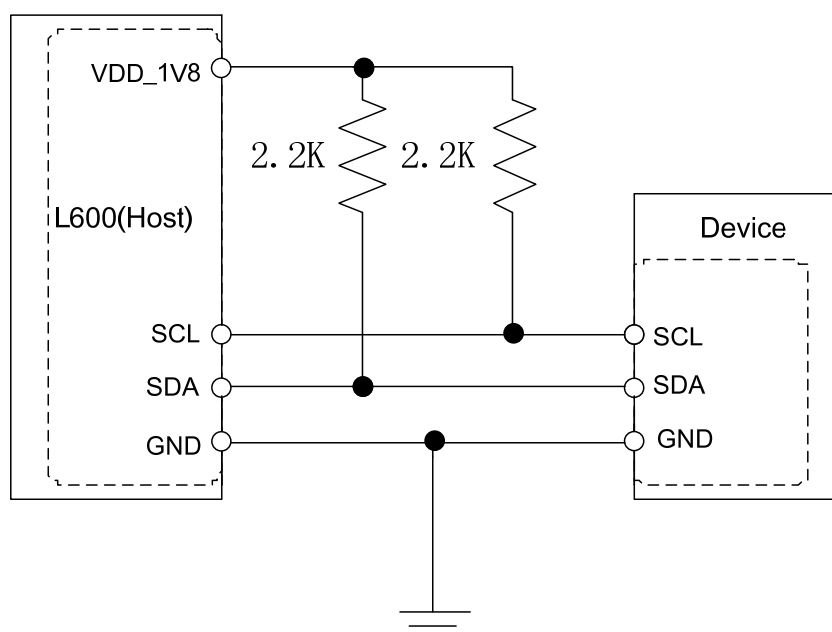 VDD_1V8
2.2K
2.2K
L600(Host)
Device
SCL
SCL
SDA
SDA
GND
GND